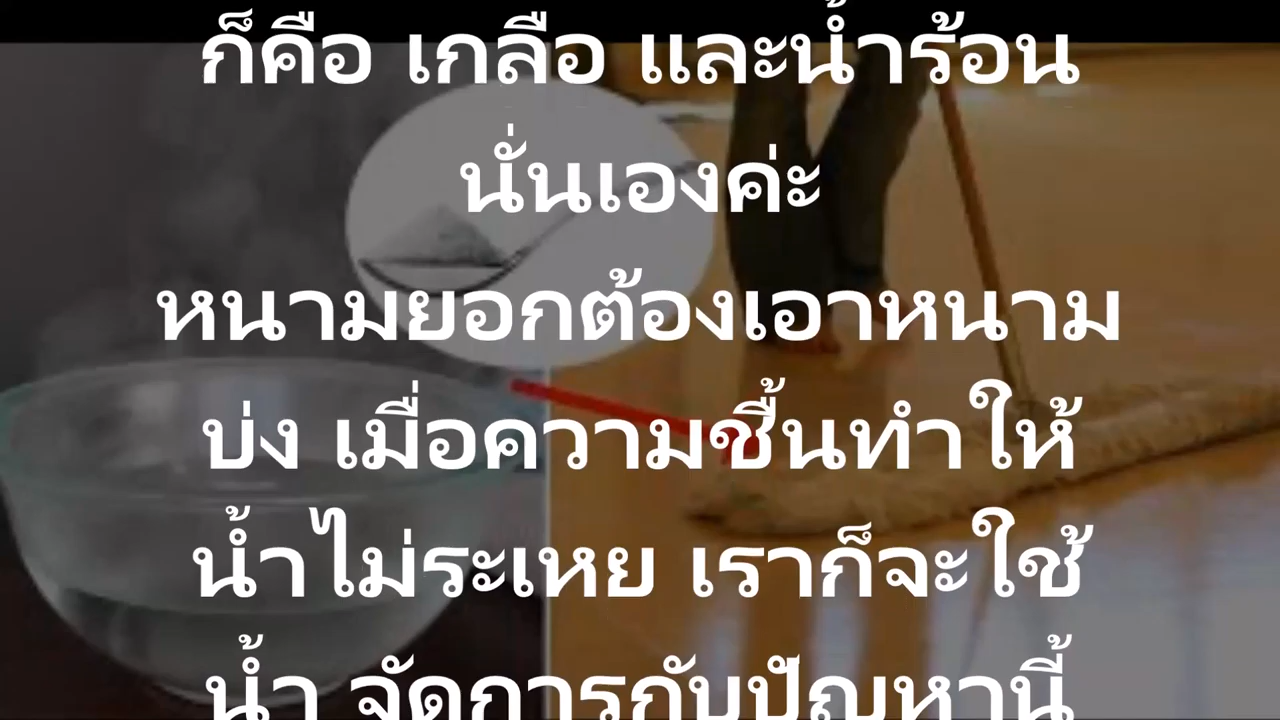 ก็คือ เกลือ และน้ำร้อน
นั่นเองค่ะ
หนามยอกต้องเอาหนาม
บ่ง เมื่อความชื้นทำให้
น้ำไม่ระเหย เราก็จะใช้
น้ำ จัดการกับปัญหานี้